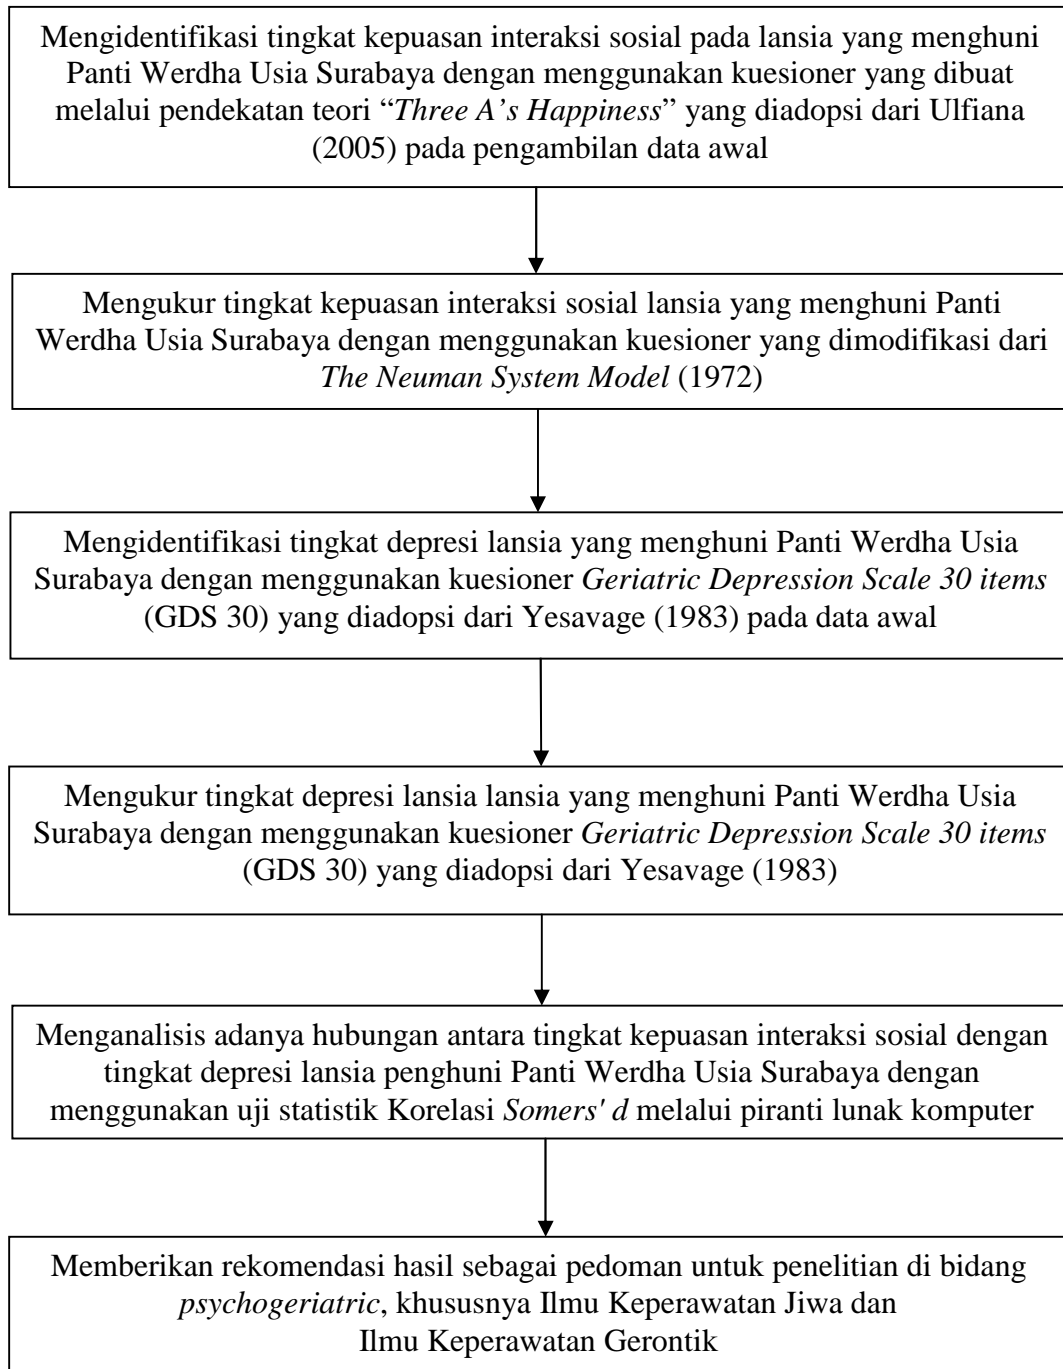 Mengidentifikasi tingkat kepuasan interaksi sosial pada lansia yang menghuni
Panti Werdha Usia Surabaya dengan menggunakan kuesioner yang dibuat
melalui pendekatan teori “Three A’s Happiness” yang diadopsi dari Ulfiana
(2005) pada pengambilan data awal
Mengukur tingkat kepuasan interaksi sosial lansia yang menghuni Panti
Werdha Usia Surabaya dengan menggunakan kuesioner yang dimodifikasi dari
The Neuman System Model (1972)
Mengidentifikasi tingkat depresi lansia yang menghuni Panti Werdha Usia
Surabaya dengan menggunakan kuesioner Geriatric Depression Scale 30 items
(GDS 30) yang diadopsi dari Yesavage (1983) pada data awal
Mengukur tingkat depresi lansia lansia yang menghuni Panti Werdha Usia
Surabaya dengan menggunakan kuesioner Geriatric Depression Scale 30 items
(GDS 30) yang diadopsi dari Yesavage (1983)
Menganalisis adanya hubungan antara tingkat kepuasan interaksi sosial dengan
tingkat depresi lansia penghuni Panti Werdha Usia Surabaya dengan
menggunakan uji statistik Korelasi Somers' d melalui piranti lunak komputer
Memberikan rekomendasi hasil sebagai pedoman untuk penelitian di bidang
psychogeriatric, khususnya Ilmu Keperawatan Jiwa dan
Ilmu Keperawatan Gerontik